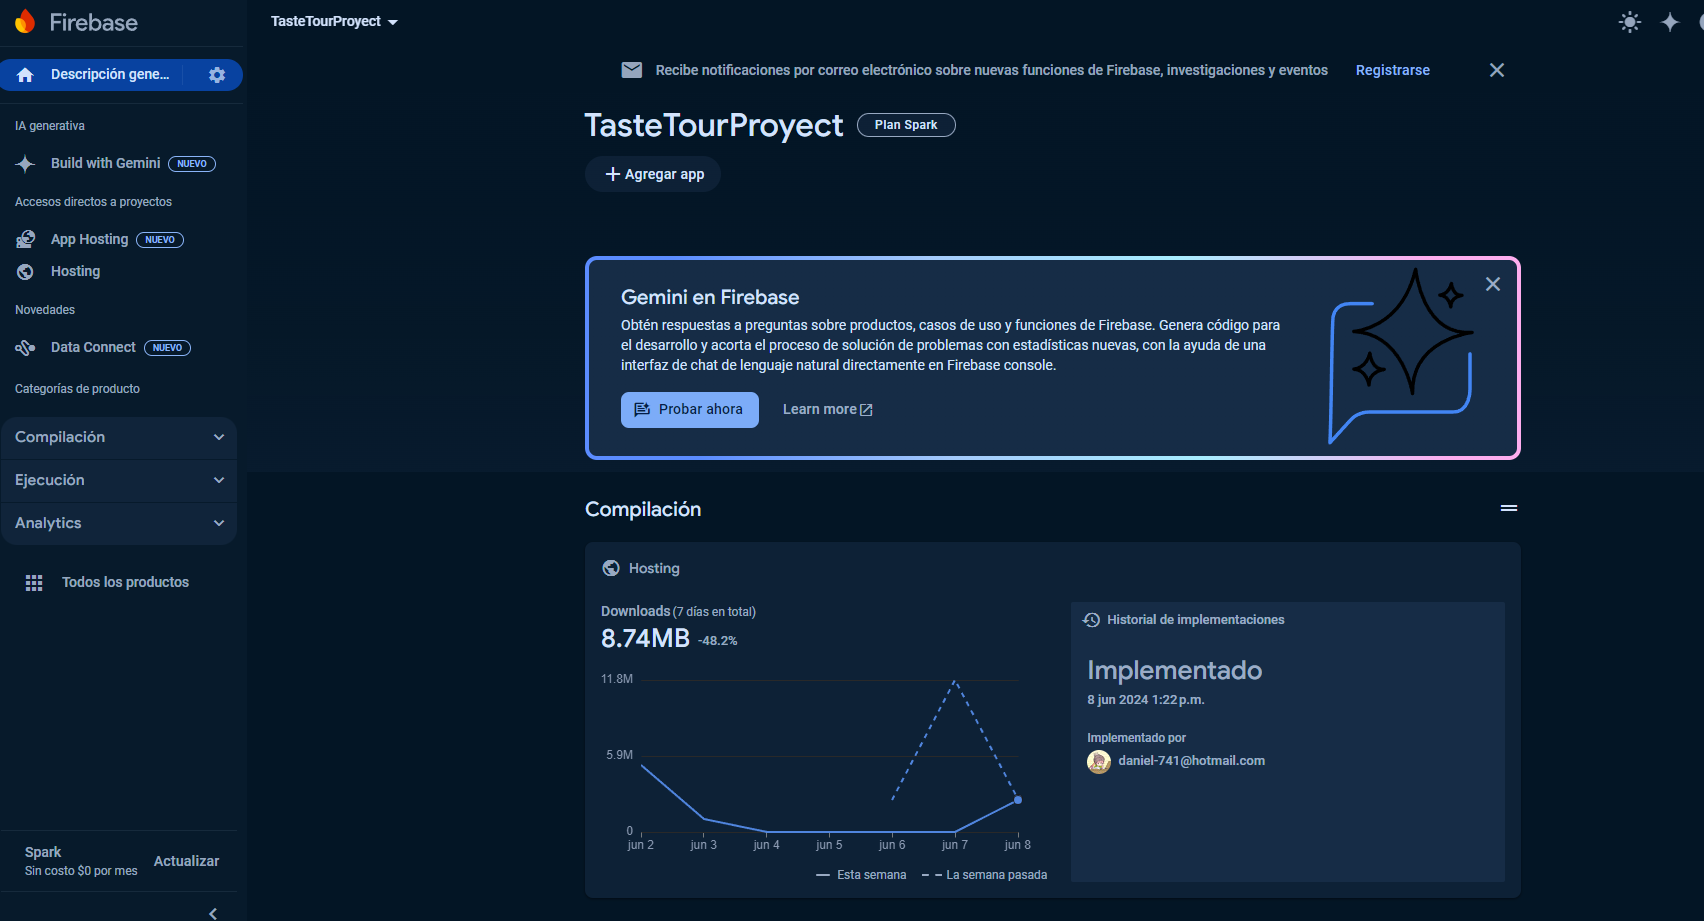 Firebase
TasteTourProyect
Descripción gene...
Recibe notificaciones por correo electrónico sobre nuevas funciones de Firebase, investigaciones y eventos
Registrarse
IA generativa
Build with Gemini NUEVO
Accesos directos a proyectos
App Hosting NUEVO
Hosting
Novedades
Data Connect NUEVO
Categorías de producto
Compilación
Ejecución
Analytics
Todos los productos
Spark
Sin costo $0 por mes
Actualizar
TasteTourProyect
Plan Spark
Agregar app
Gemini en Firebase
Obtén respuestas a preguntas sobre productos, casos de uso y funciones de Firebase. Genera código para
el desarrollo y acorta el proceso de solución de problemas con estadísticas nuevas, con la ayuda de una
interfaz de chat de lenguaje natural directamente en Firebase console.
Probar ahora
Learn more
Compilación
Hosting
Downloads (7 días en total)
8.74MB -48.2%
11.8M
5.9M
0
jun 2 jun 3 jun 4 jun 5 jun 6 jun 7 jun 8
Esta semana
La semana pasada
Historial de implementaciones
Implementado
8 jun 2024 1:22 p.m.
Implementado por
daniel-741@hotmail.com